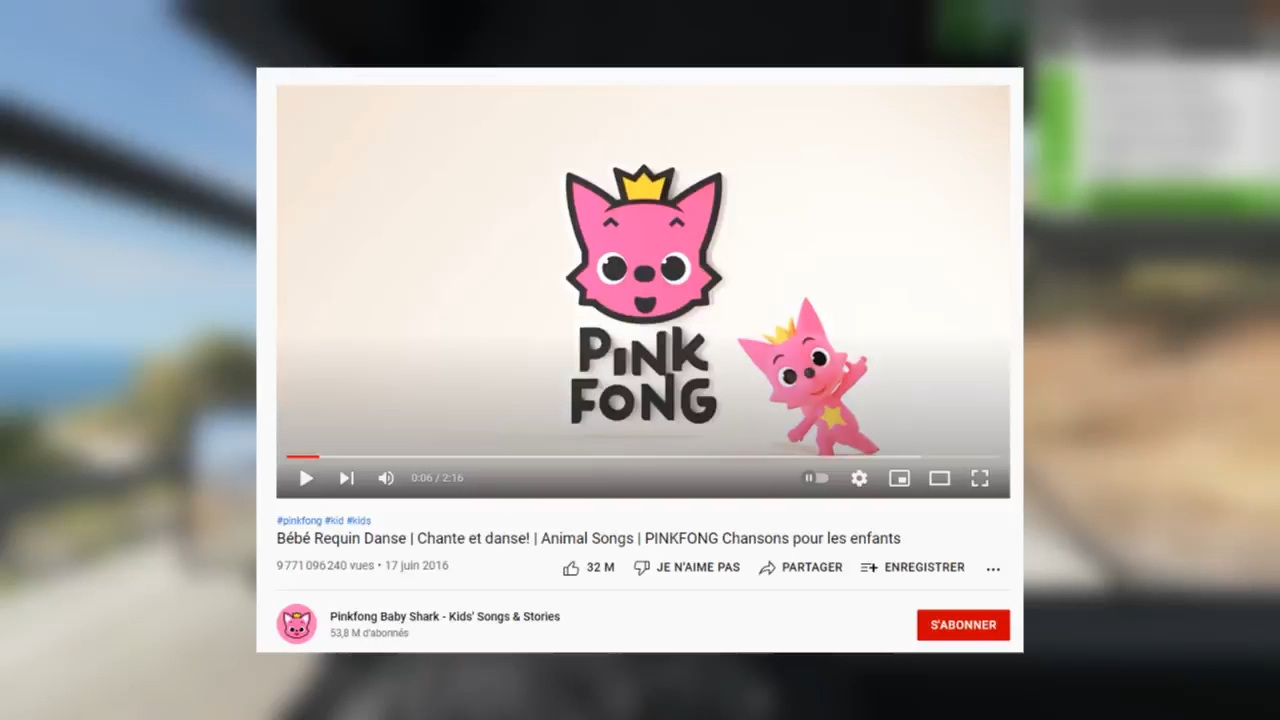 PiNK
FONG
0:06 / 2:16
#pinkfong #kid #kids
Bébé Requin Danse | Chante et danse! | Animal Songs | PINKFONG Chansons pour les enfants
9 771 096 240 vues • 17 juin 2016
32 M
JE N'AIME PAS
PARTAGER
ENREGISTRER
Pinkfong Baby Shark - Kids' Songs & Stories
53,8 M d'abonnés
S'ABONNER